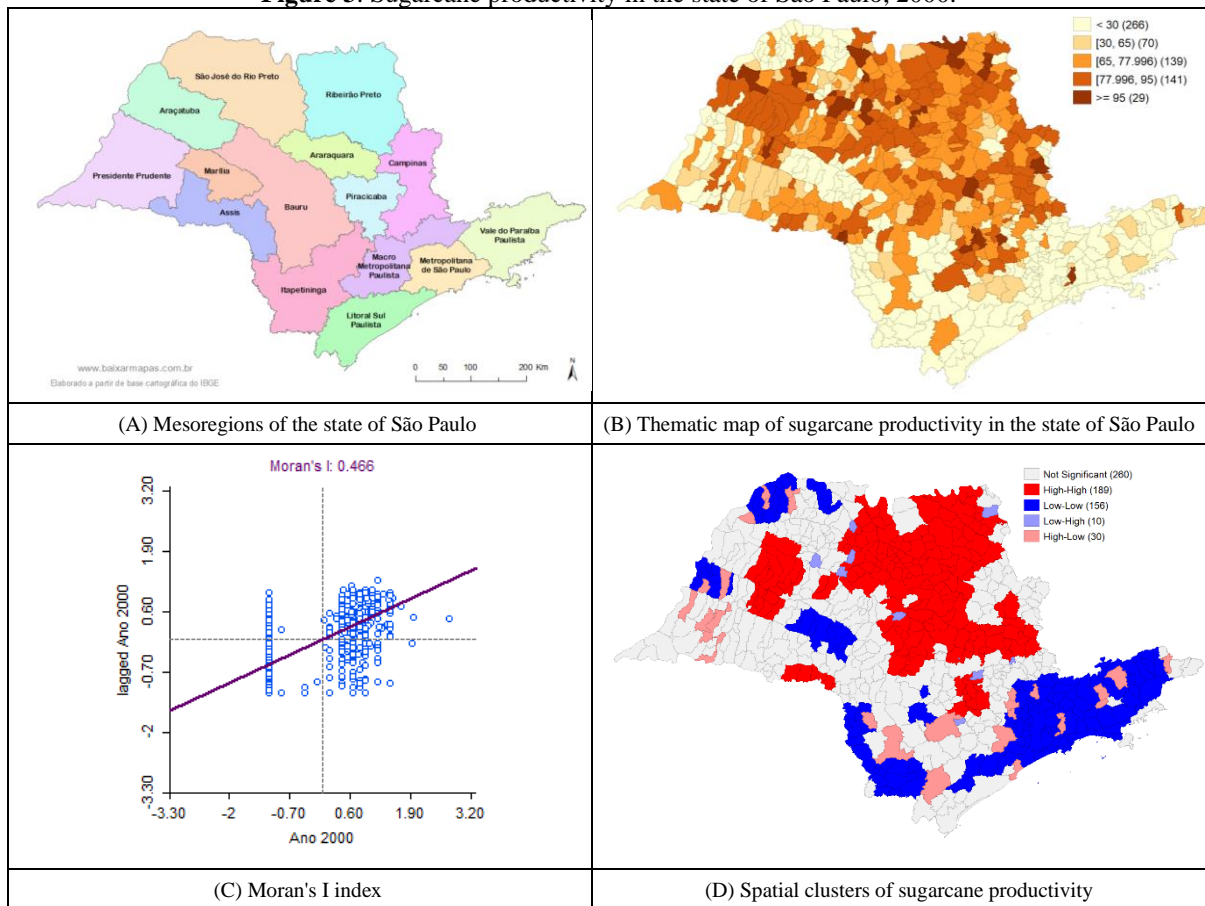 Figure 3. Sugarcane productivity in the state of São Paulo, 2000.
São José do Rio Preto
Ribeirão Preto
Araçatuba
Araraquara
Campinas
Presidente Prudente
Marília
Piracicaba
Bauru
Assis
Vale do Paraíba
Paulista
Macro
Metropolitana
Paulista
Metropolitana
de São Paulo
Itapetininga
Litoral Sul
Paulista
www.baixarmapas.com.br
Elaborado a partir de base cartográfica do IBGE
0 50 100 200 Km
N
< 30 (266)
[30, 65) (70)
[65, 77.996) (139)
[77.996, 95) (141)
>= 95 (29)
(A) Mesoregions of the state of São Paulo
(B) Thematic map of sugarcane productivity in the state of São Paulo
Moran's I: 0.466
lagged Ano 2000
3.20
1.90
0.60
-0.70
-2
-3.30
-3.30 -2 -0.70 0.60 1.90 3.20
Ano 2000
Not Significant (260)
High-High (189)
Low-Low (156)
Low-High (10)
High-Low (30)
(C) Moran's I index
(D) Spatial clusters of sugarcane productivity